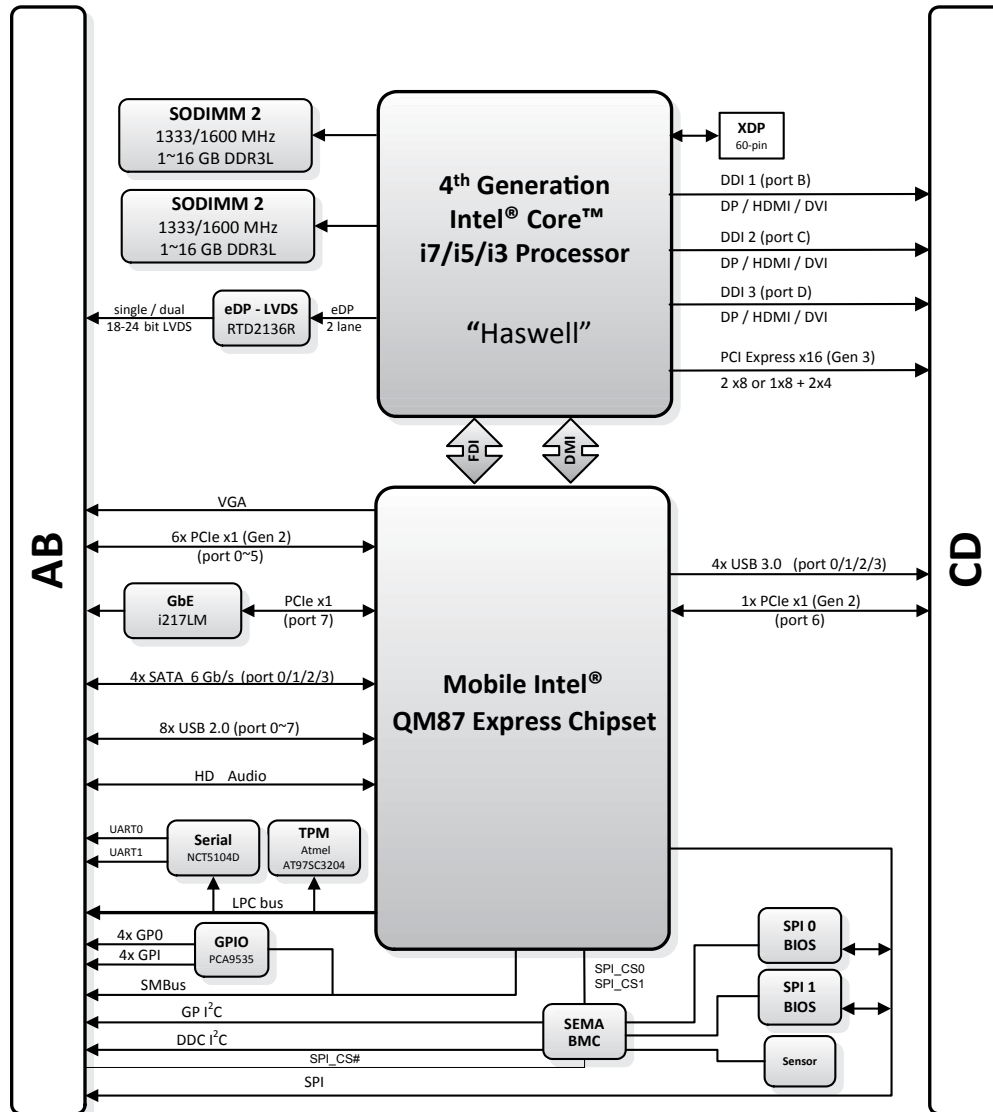 AB
CD
SODIMM 2
1333/1600 MHz
1~16 GB DDR3L
SODIMM 2
1333/1600 MHz
1~16 GB DDR3L
single / dual
18-24 bit LVDS
eDP - LVDS
RTD2136R
eDP
2 lane
4th Generation
Intel® Core™
i7/i5/i3 Processor
“Haswell”
XDP
60-pin
DDI 1 (port B)
DP / HDMI / DVI
DDI 2 (port C)
DP / HDMI / DVI
DDI 3 (port D)
DP / HDMI / DVI
PCI Express x16 (Gen 3)
2 x8 or 1x8 + 2x4
FDI
DMI
VGA
6x PCIe x1 (Gen 2)
(port 0~5)
GbE
i217LM
PCIe x1
(port 7)
4x SATA 6 Gb/s (port 0/1/2/3)
8x USB 2.0 (port 0~7)
HD Audio
Mobile Intel®
QM87 Express Chipset
4x USB 3.0 (port 0/1/2/3)
1x PCIe x1 (Gen 2)
(port 6)
UART0
UART1
Serial
NCT5104D
TPM
Atmel
AT97SC3204
LPC bus
4x GP0
4x GPI
GPIO
PCA9535
SMBus
GP I²C
DDC I²C
SPI_CS#
SPI
SPI_CS0
SPI_CS1
SEMA
BMC
SPI 0
BIOS
SPI 1
BIOS
Sensor